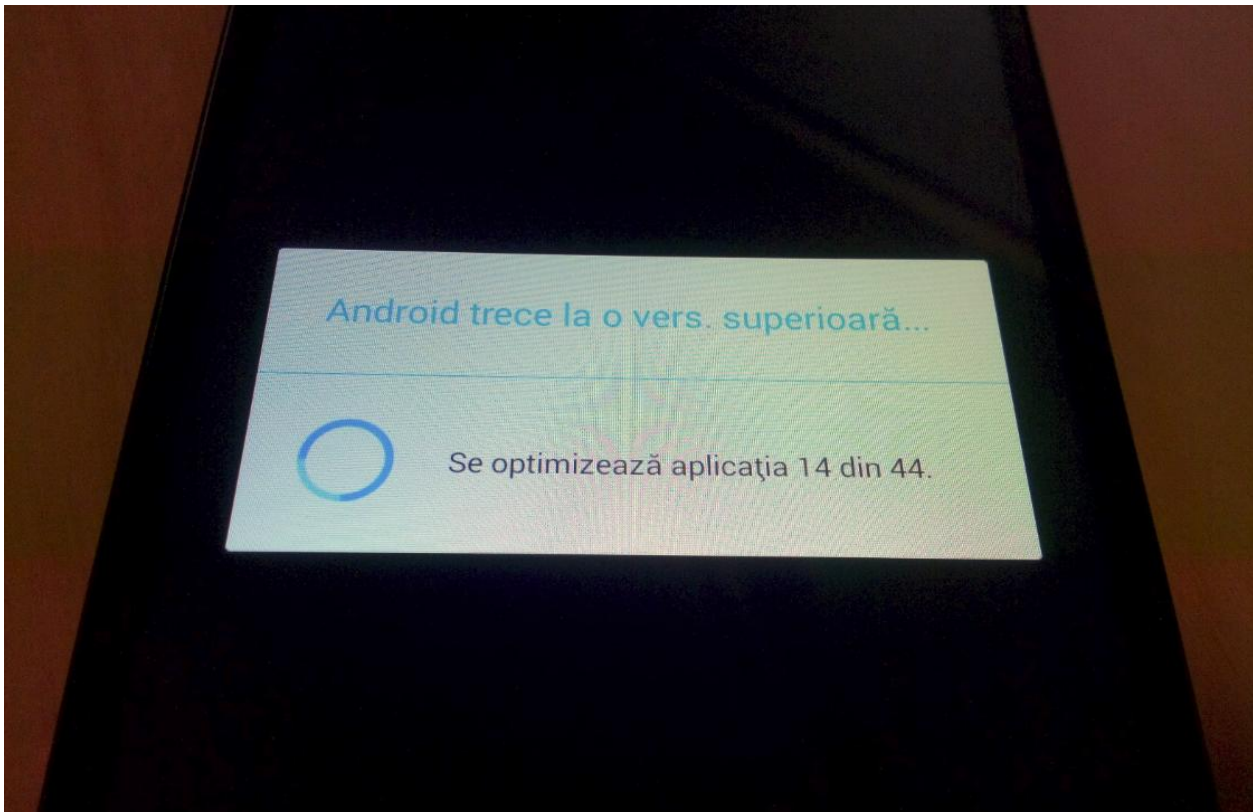 Android trece la o vers. superioară...
Se optimizează aplicaţia 14 din 44.